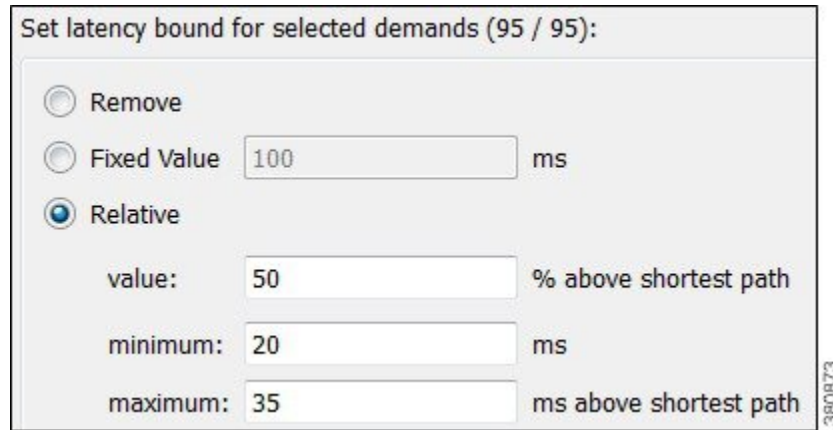 Set latency bound for selected demands (95 / 95):
Remove
Fixed Value 100 ms
Relative
value: 50 % above shortest path
minimum: 20 ms
maximum: 35 ms above shortest path
380873